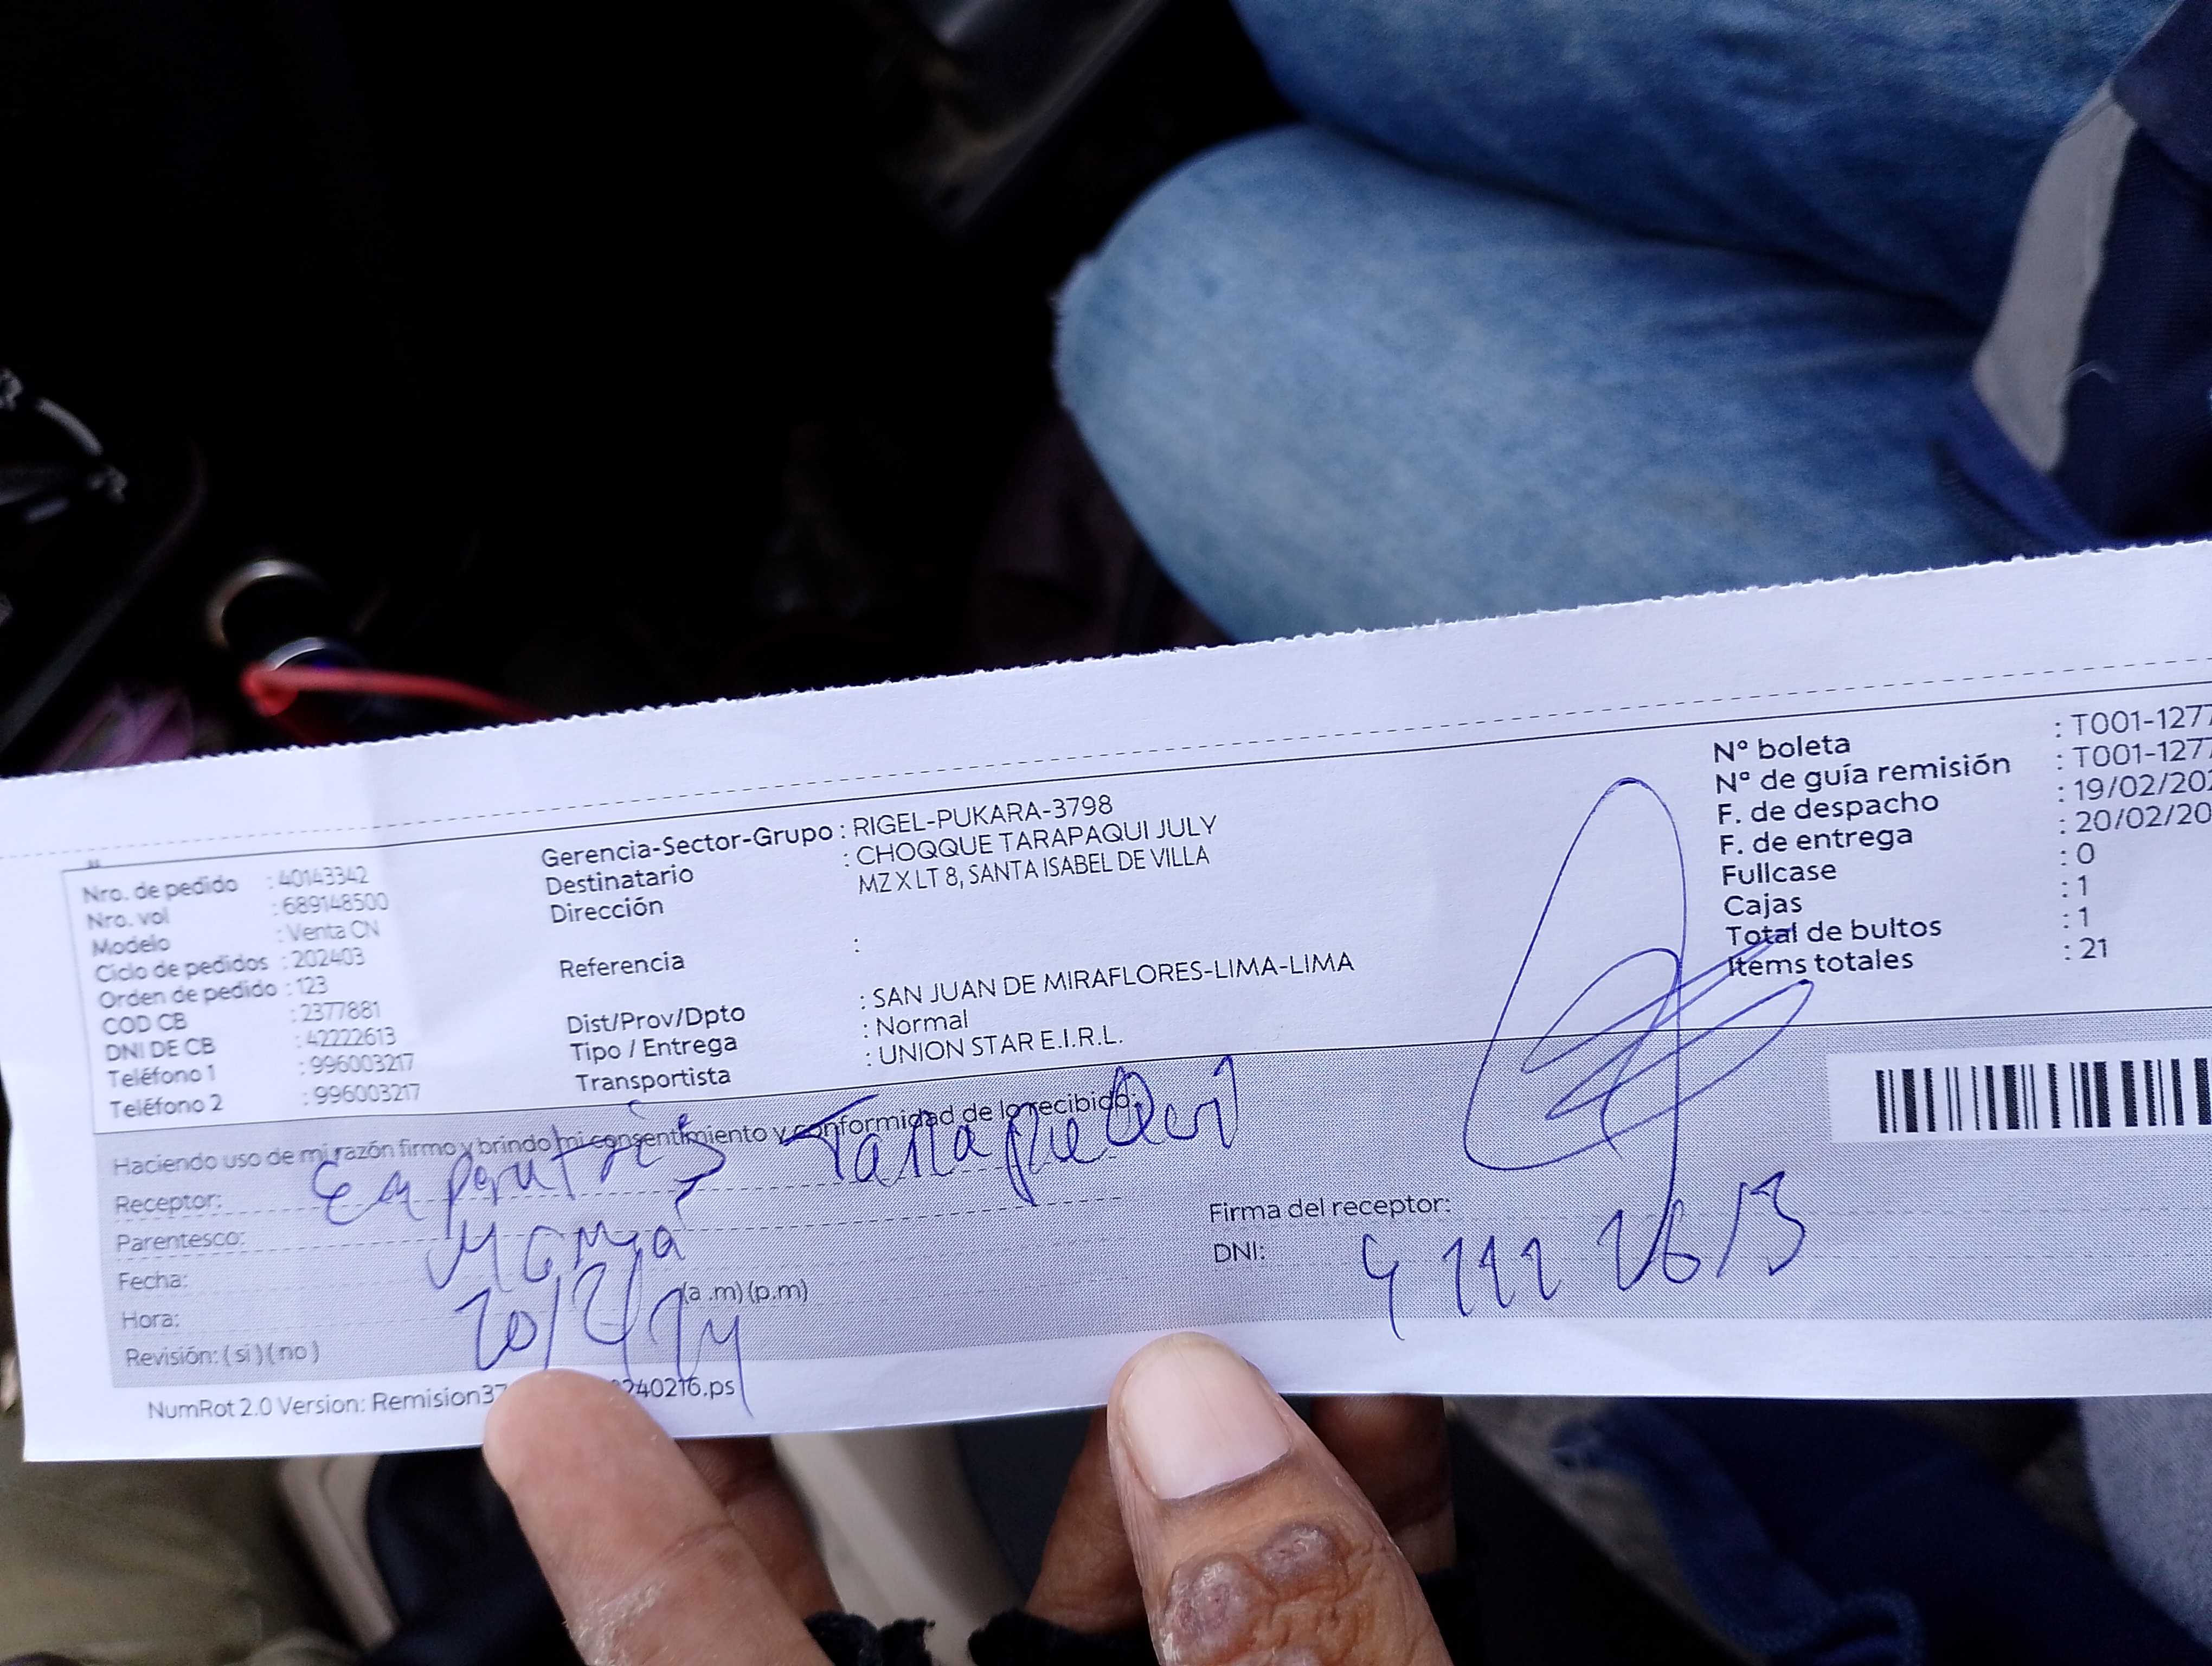 Nro. de pedido : 40143342
Nro. vol : 689148500
Modelo : Venta CN
Ciclo de pedidos : 202403
Orden de pedido : 123
COD CB : 2377881
DNI DE CB : 42222613
Teléfono 1 : 996003217
Teléfono 2 : 996003217
Gerencia-Sector-Grupo : RIGEL-PUKARA-3798
Destinatario : CHOQQUE TARAPAQUI JULY
Dirección MZ X LT 8, SANTA ISABEL DE VILLA
Referencia :
Dist/Prov/Dpto : SAN JUAN DE MIRAFLORES-LIMA-LIMA
Tipo / Entrega : Normal
Transportista : UNION STAR E.I.R.L.
N° boleta : T001-1277
N° de guía remisión : T001-1277
F. de despacho : 19/02/202
F. de entrega : 20/02/20
Fullcase : 0
Cajas : 1
Total de bultos : 1
Items totales : 21
Haciendo uso de mi razón firmo y brindo mi consentimiento y conformidad de lo recibido:
Receptor:
Parentesco: Mamá
Fecha: 20/2/24
Hora: (a .m) (p.m)
Revisión: ( si ) ( no )
Firma del receptor:
DNI:
NumRot 2.0 Version: Remision37 240216.ps